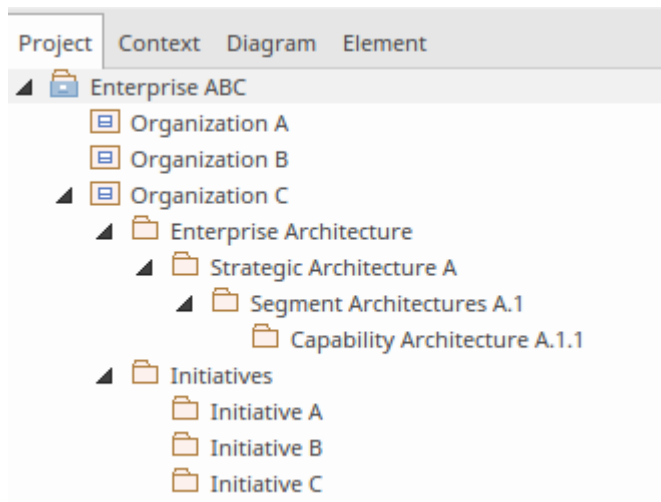 Project Context Diagram Element
Enterprise ABC
Organization A
Organization B
Organization C
Enterprise Architecture
Strategic Architecture A
Segment Architectures A.1
Capability Architecture A.1.1
Initiatives
Initiative A
Initiative B
Initiative C